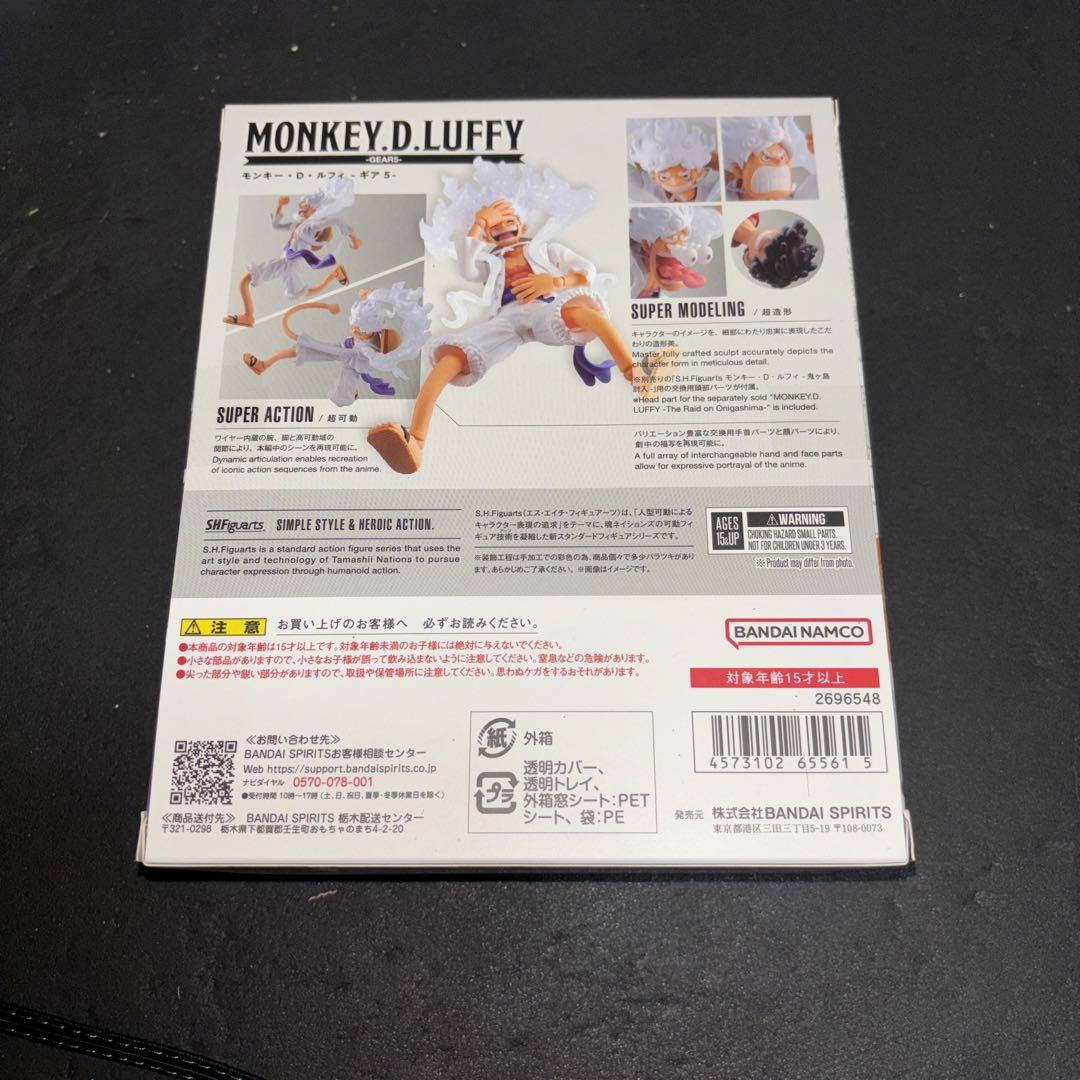 MONKEY.D.LUFFY
-GEAR5-
モンキー・D・ルフィ -ギア5-
SUPER ACTION / 超可動
ワイヤー内蔵の腕、脚と高可動域の
関節により、本編中のシーンを再現可能に。
Dynamic articulation enables recreation
of iconic action sequences from the anime.
SUPER MODELING / 超造形
キャラクターのイメージを、細部にわたり忠実に表現したこだ
わりの造形美。
Masterfully crafted sculpt accurately depicts the
character form in meticulous detail.
※別売りの「S.H.Figuarts モンキー・D・ルフィ -鬼ヶ島
討入-」用の交換用頭部パーツが付属。
※Head part for the separately sold "MONKEY.D.
LUFFY -The Raid on Onigashima-" is included.
バリエーション豊富な交換用手首パーツと顔パーツにより、
劇中の描写を再現可能に。
A full array of interchangeable hand and face parts
allow for expressive portrayal of the anime.
S.H.Figuarts SIMPLE STYLE & HEROIC ACTION.
S.H.Figuarts is a standard action figure series that uses the
art style and technology of Tamashii Nations to pursue
character expression through humanoid action.
S.H.Figuarts(エス・エイチ・フィギュアーツ)は、「人型可動による
キャラクター表現の追求」をテーマに、魂ネイションズの可動フィ
ギュア技術を凝縮した新スタンダードフィギュアシリーズです。
※装飾工程は手加工での彩色の為、商品個々で多少バラツキがあり
ます。あらかじめご了承ください。※画像はイメージです。
AGES
15&UP
⚠WARNING
CHOKING HAZARD SMALL PARTS.
NOT FOR CHILDREN UNDER 3 YEARS.
※Product may differ from photo.
⚠注意 お買い上げのお客様へ 必ずお読みください。
●本商品の対象年齢は15才以上です。対象年齢未満のお子様には絶対に与えないでください。
●小さな部品がありますので、小さなお子様が誤って飲み込まないように注意してください。窒息などの危険があります。
●尖った部分や鋭い部分がありますので、取扱や保管場所に注意してください。思わぬケガをするおそれがあります。
BANDAI NAMCO
対象年齢15才以上
2696548
≪お問い合わせ先≫
BANDAI SPIRITSお客様相談センター
Web https://support.bandaispirits.co.jp
ナビダイヤル 0570-078-001
●受付時間 10時〜17時(土、日、祝日、夏季・冬季休業日を除く)
≪商品送付先≫ BANDAI SPIRITS 栃木配送センター
〒321-0298 栃木県下都賀郡壬生町おもちゃのまち4-2-20
紙 外箱
プラ 透明カバー、
透明トレイ、
外箱窓シート:PET
シート、袋:PE
4573102 65561 5
発売元 株式会社BANDAI SPIRITS
東京都港区三田三丁目5-19 〒108-0073